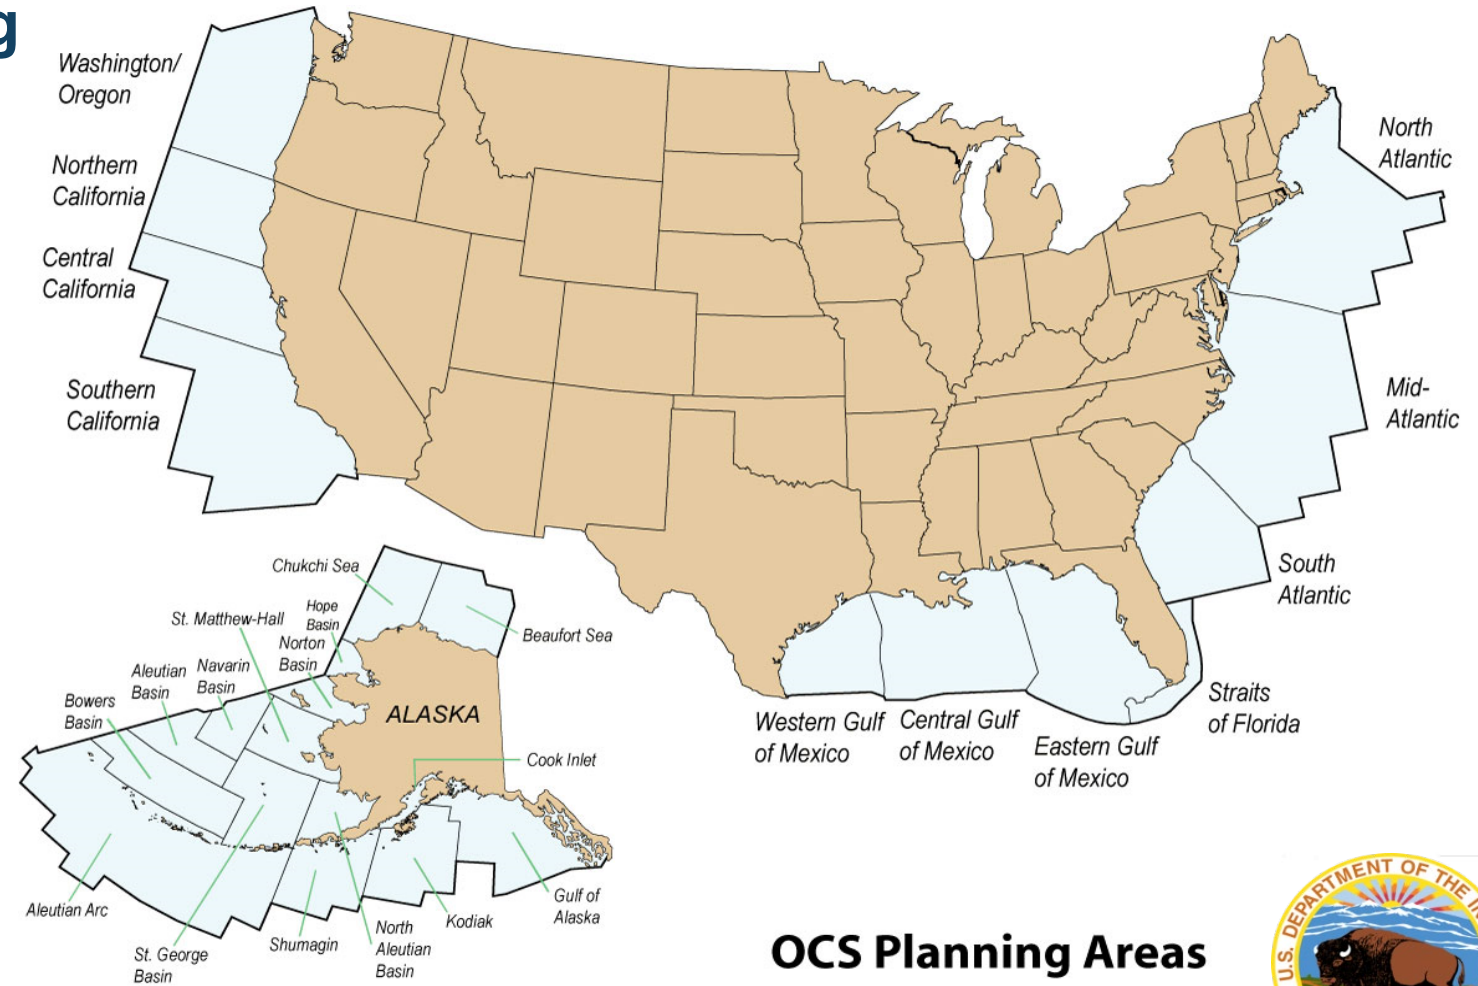 g
Washington/
Oregon
Northern
California
Central
California
Southern
California
North
Atlantic
Mid-
Atlantic
South
Atlantic
Straits
of Florida
Western Gulf
of Mexico
Central Gulf
of Mexico
Eastern Gulf
of Mexico
Chukchi Sea
Beaufort Sea
Hope
Basin
St. Matthew-Hall
Norton
Basin
Navarin
Basin
Aleutian
Basin
Bowers
Basin
ALASKA
Cook Inlet
Aleutian Arc
St. George
Basin
Shumagin
North
Aleutian
Basin
Kodiak
Gulf of
Alaska
OCS Planning Areas
U.S. DEPARTMENT OF THE